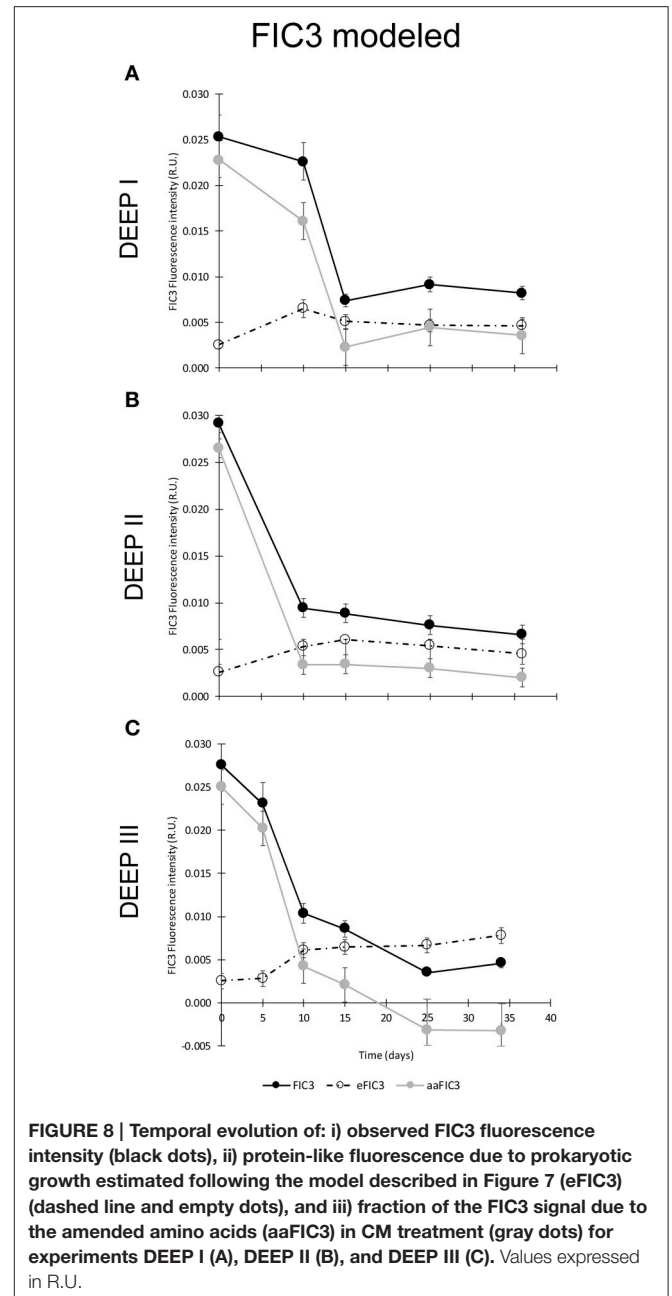 FIC3 modeled
A
DEEP I
FIC3 Fluorescence intensity (R.U.)
0.030
0.025
0.020
0.015
0.010
0.005
0.000
B
DEEP II
FIC3 Fluorescence intensity (R.U.)
0.030
0.025
0.020
0.015
0.010
0.005
0.000
C
DEEP III
FIC3 Fluorescence intensity (R.U.)
0.030
0.025
0.020
0.015
0.010
0.005
0.000
-0.005
0 5 10 15 20 25 30 35 40
Time (days)
FIC3 eFIC3 aaFIC3
FIGURE 8 | Temporal evolution of: i) observed FIC3 fluorescence
intensity (black dots), ii) protein-like fluorescence due to prokaryotic
growth estimated following the model described in Figure 7 (eFIC3)
(dashed line and empty dots), and iii) fraction of the FIC3 signal due to
the amended amino acids (aaFIC3) in CM treatment (gray dots) for
experiments DEEP I (A), DEEP II (B), and DEEP III (C). Values expressed
in R.U.